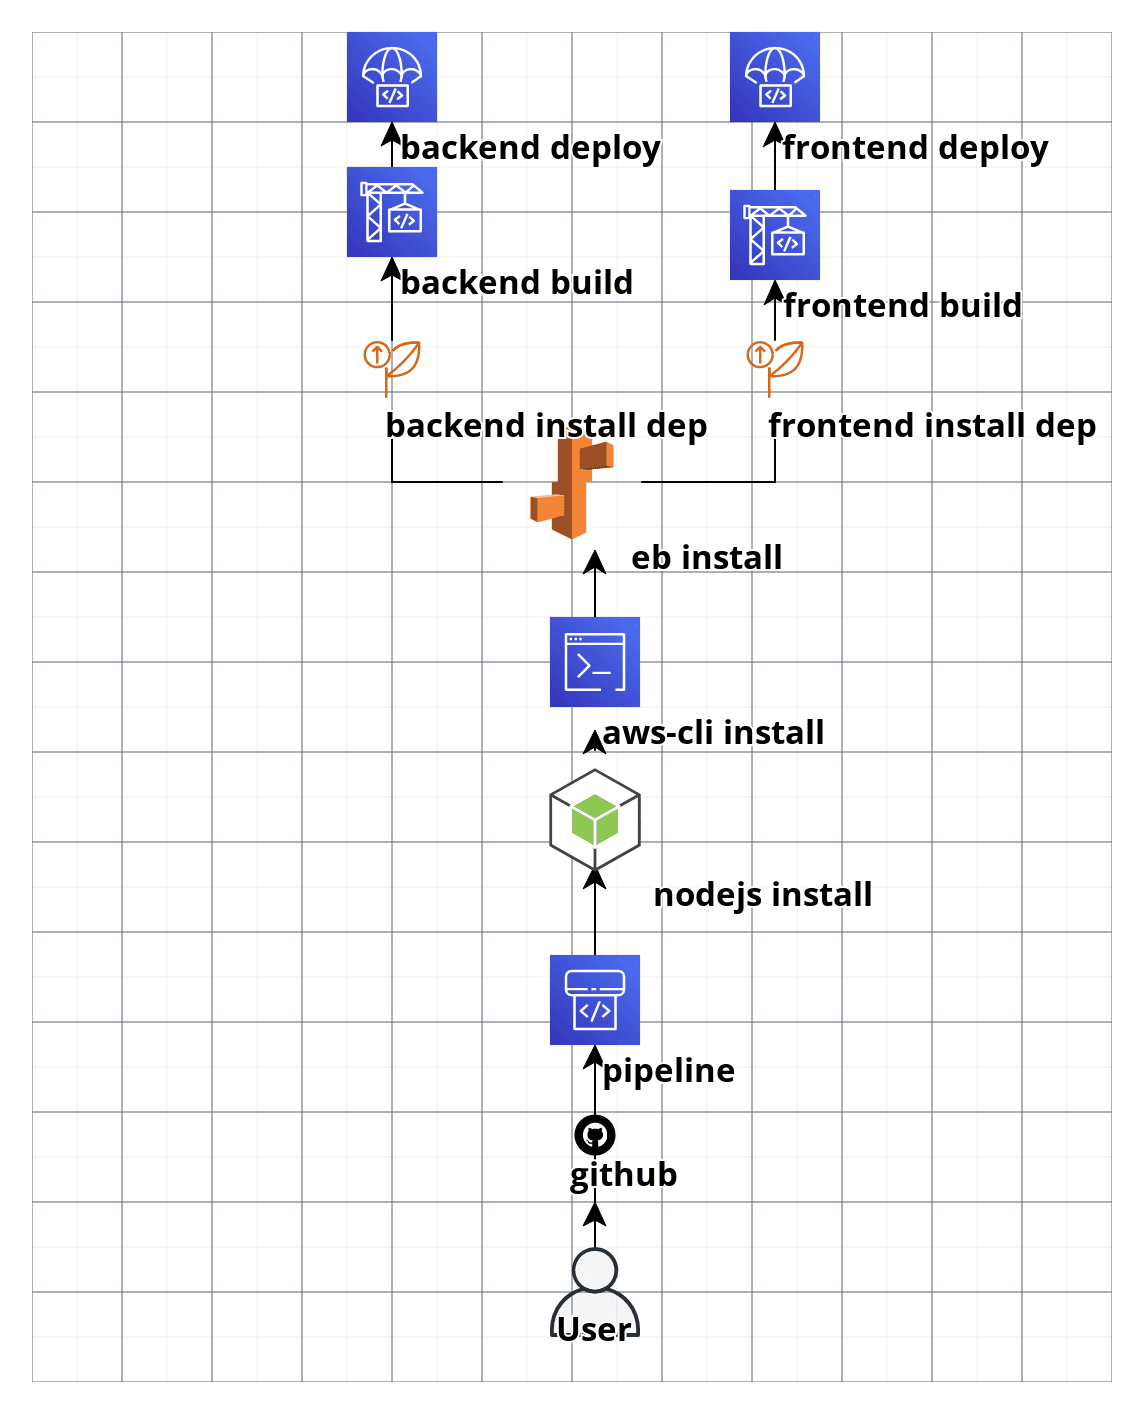 backend deploy
frontend deploy
backend build
frontend build
backend install dep
frontend install dep
eb install
aws-cli install
nodejs install
pipeline
github
User